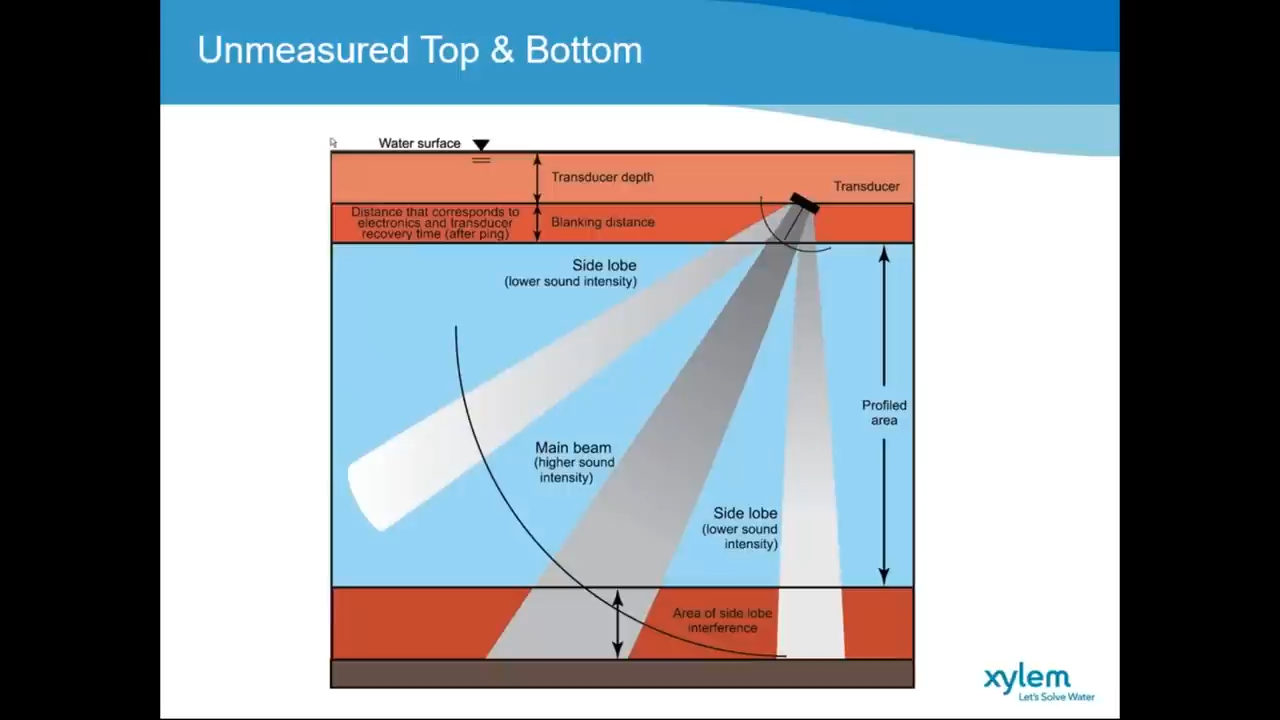 Unmeasured Top & Bottom
Water surface
Transducer depth
Transducer
Distance that corresponds to
electronics and transducer
recovery time (after ping)
Blanking distance
Side lobe
(lower sound intensity)
Profiled
area
Main beam
(higher sound
intensity)
Side lobe
(lower sound
intensity)
Area of side lobe
interference
xylem
Let's Solve Water